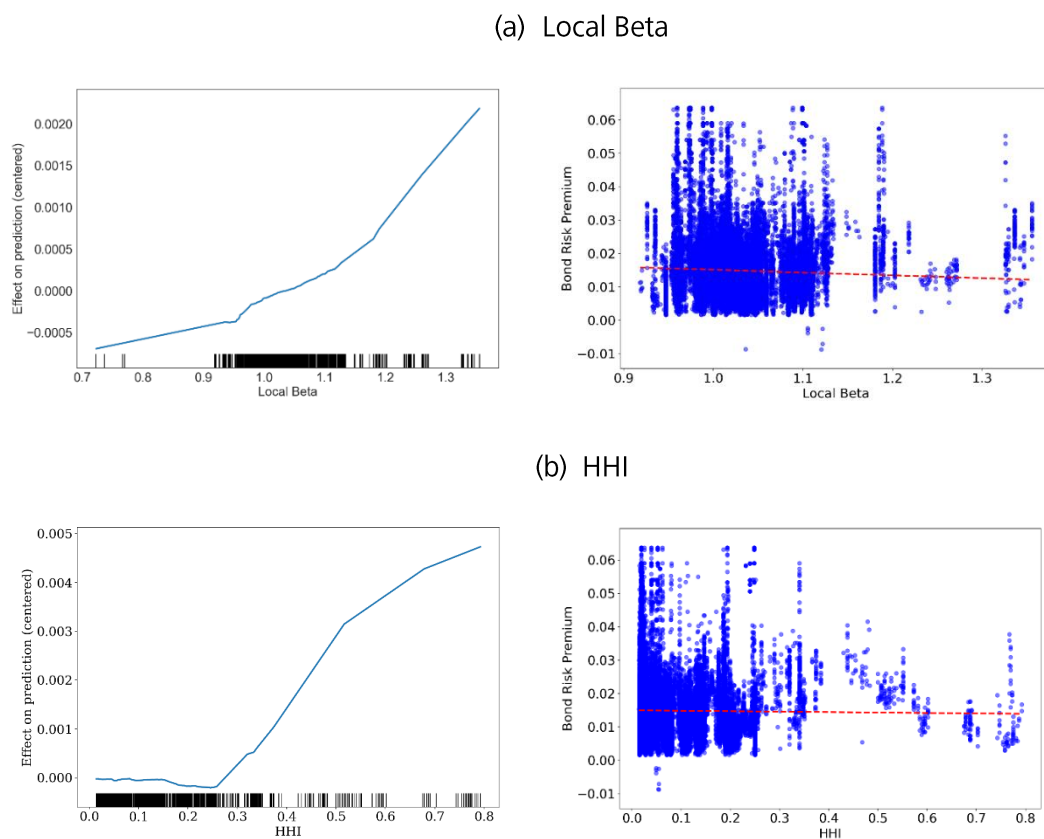 (a) Local Beta
Effect on prediction (centered)
0.0020
0.0015
0.0010
0.0005
0.0000
−0.0005
0.7 0.8 0.9 1.0 1.1 1.2 1.3
Local Beta
Bond Risk Premium
0.06
0.05
0.04
0.03
0.02
0.01
0.00
−0.01
0.9 1.0 1.1 1.2 1.3
Local Beta
(b) HHI
Effect on prediction (centered)
0.005
0.004
0.003
0.002
0.001
0.000
0.0 0.1 0.2 0.3 0.4 0.5 0.6 0.7 0.8
HHI
Bond Risk Premium
0.06
0.05
0.04
0.03
0.02
0.01
0.00
−0.01
0.0 0.1 0.2 0.3 0.4 0.5 0.6 0.7 0.8
HHI